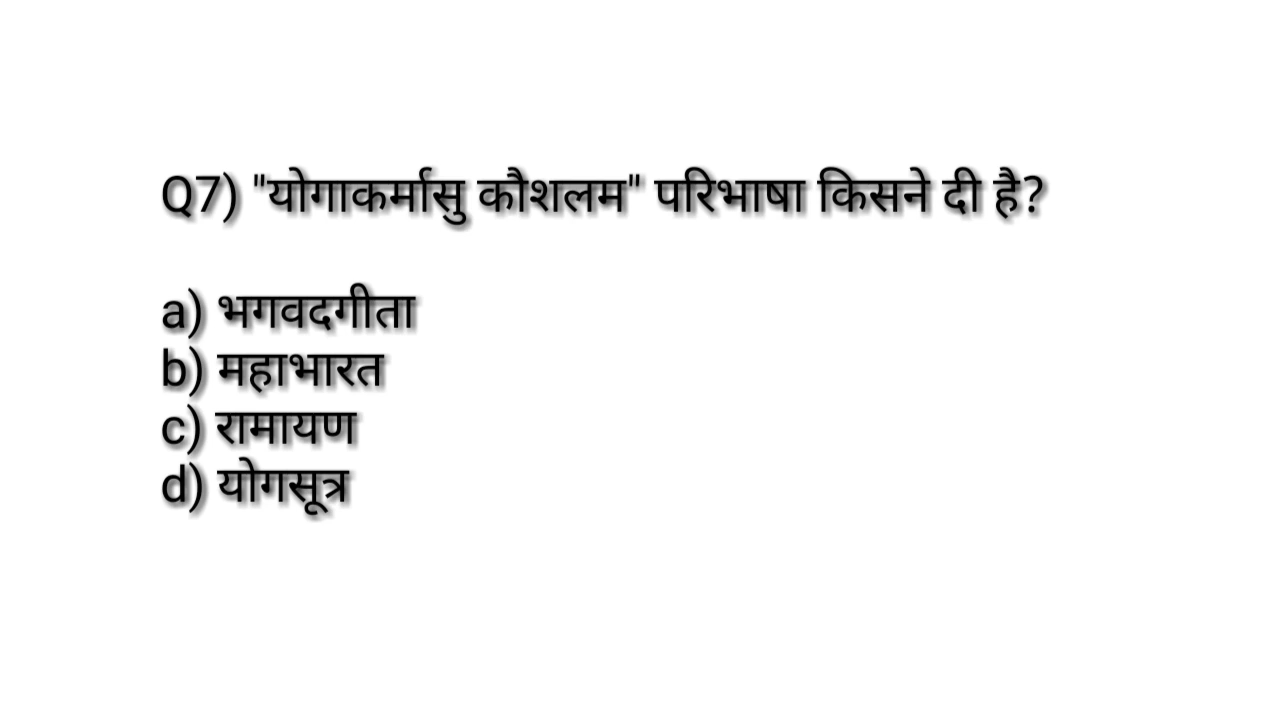 Q7) "योगाकर्मासु कौशलम" परिभाषा किसने दी है?
a) भगवदगीता
b) महाभारत
c) रामायण
d) योगसूत्र